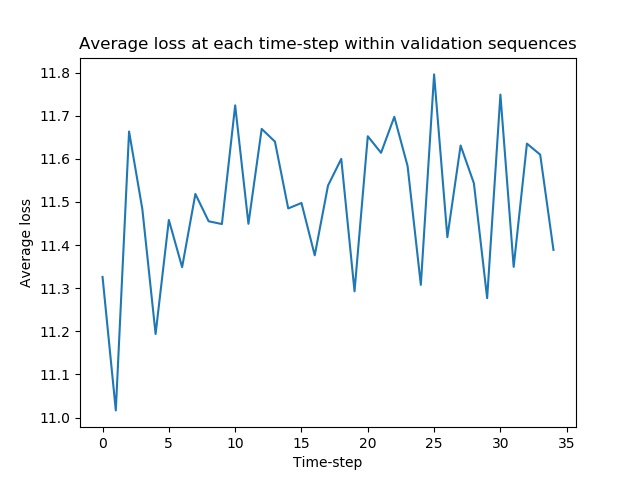 Average loss at each time-step within validation sequences
11.8
11.7
11.6
11.5
11.4
11.3
11.2
11.1
11.0
Average loss
0 5 10 15 20 25 30 35
Time-step